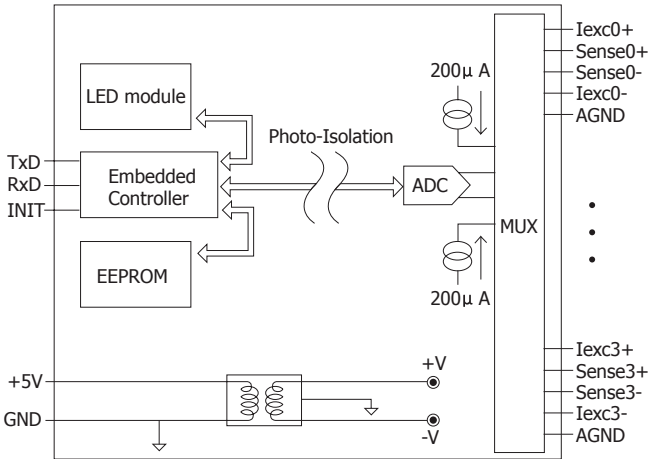 Iexc0+
Sense0+
200μ A
Sense0-
LED module
Iexc0-
AGND
Photo-Isolation
TxD
RxD
Embedded
Controller
ADC
INIT
MUX
EEPROM
200μ A
Iexc3+
+V
Sense3+
+5V
Sense3-
Iexc3-
GND
-V
AGND